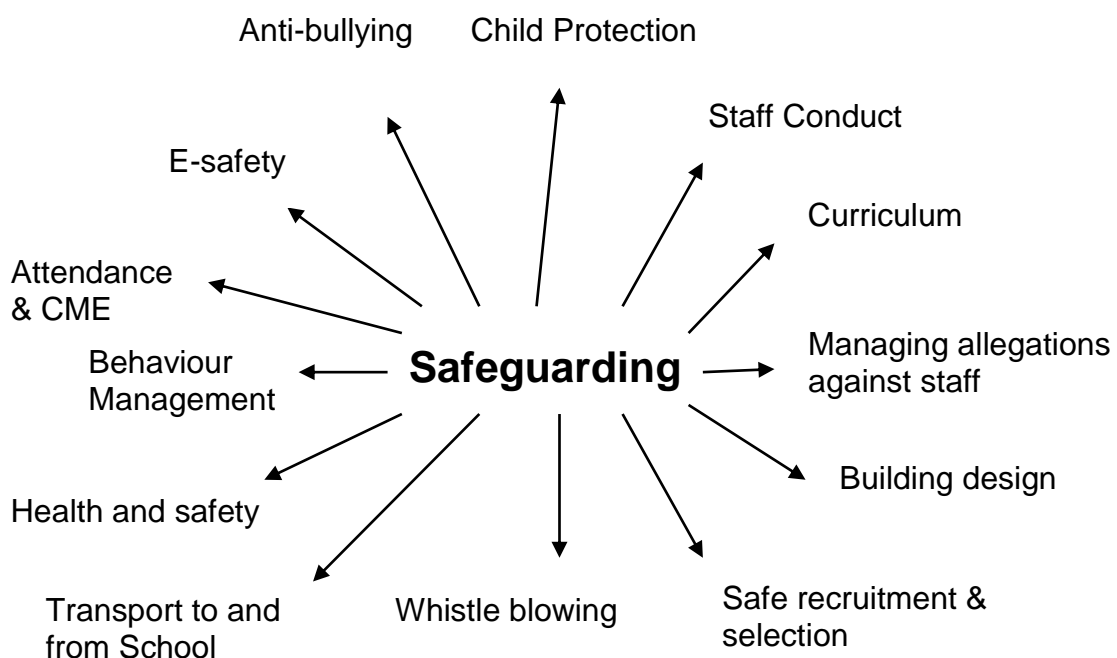 Anti-bullying
Child Protection
Staff Conduct
E-safety
Curriculum
Attendance
& CME
Safeguarding
Behaviour
Management
Managing allegations
against staff
Building design
Health and safety
Transport to and
from School
Whistle blowing
Safe recruitment &
selection